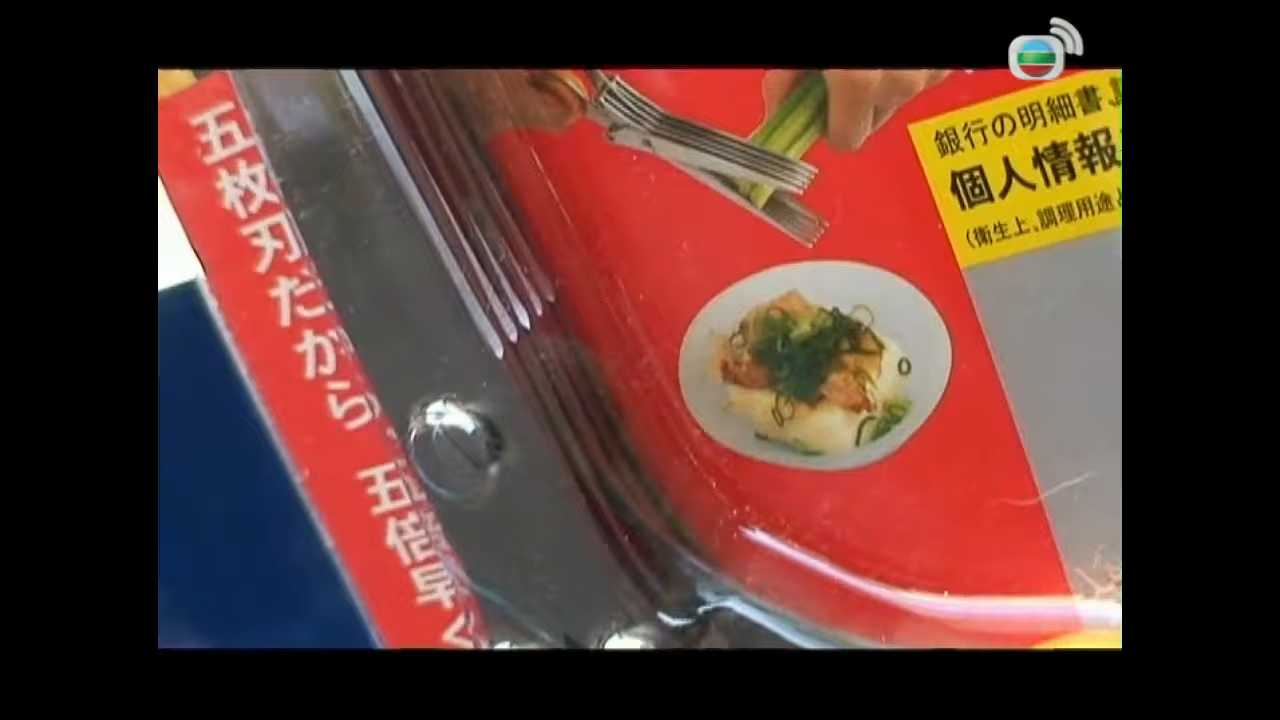 五枚刃だから、五倍早く
銀行の明細書、
個人情報
(衛生上、調理用途